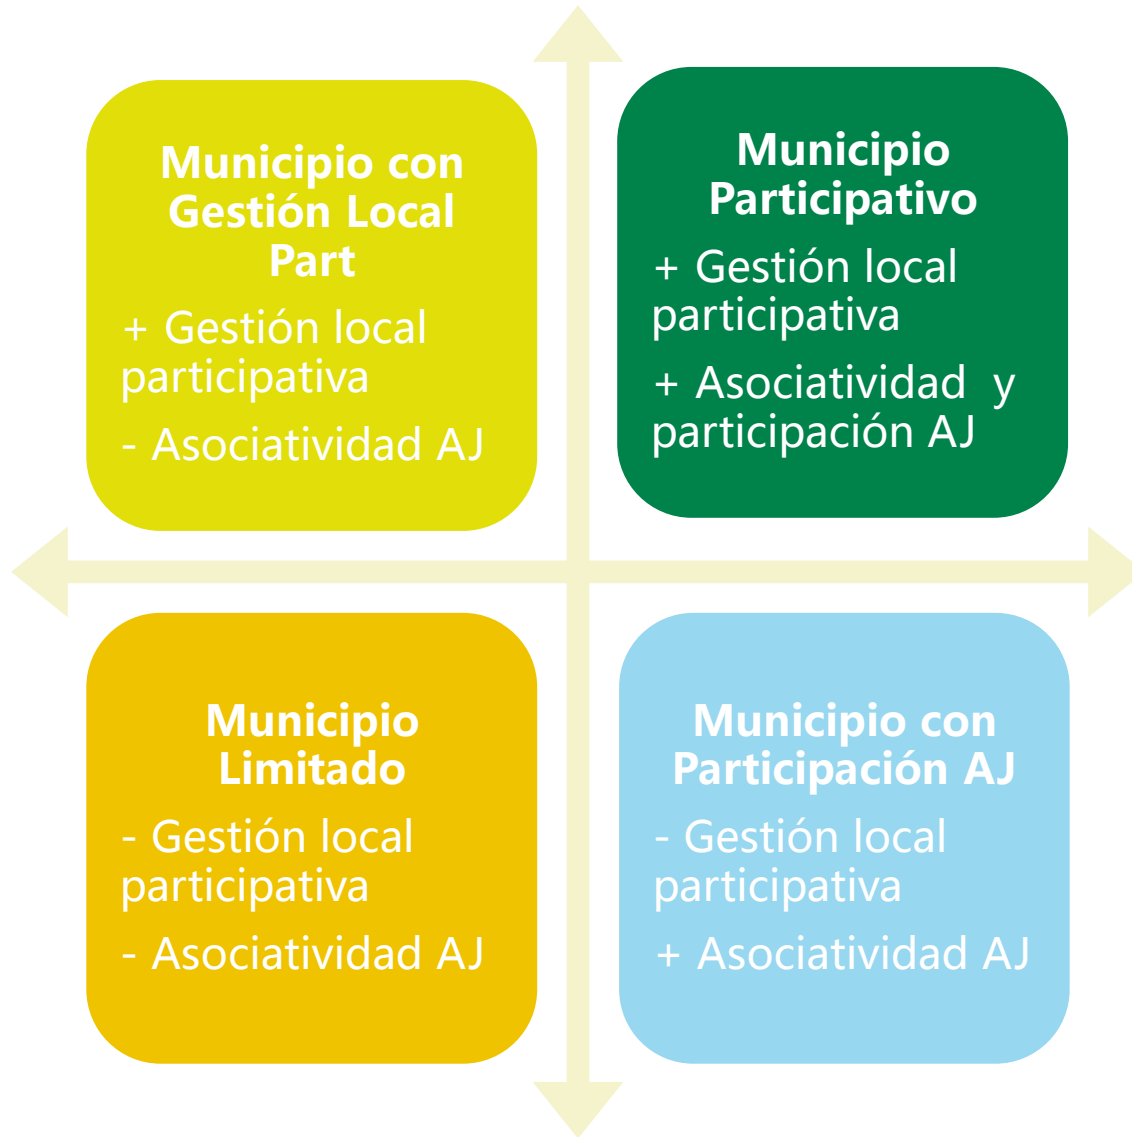 Municipio con
Gestión Local
Part
+ Gestión local
participativa
- Asociatividad AJ
Municipio
Participativo
+ Gestión local
participativa
+ Asociatividad y
participación AJ
Municipio
Limitado
- Gestión local
participativa
- Asociatividad AJ
Municipio con
Participación AJ
- Gestión local
participativa
+ Asociatividad AJ